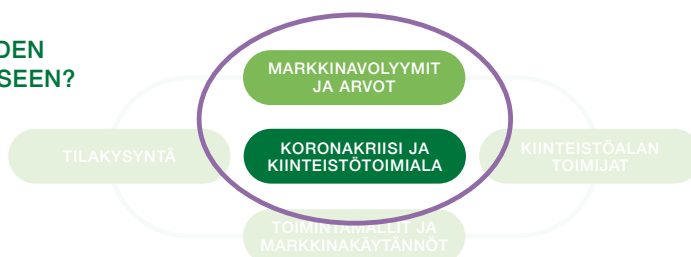 DEN
SEEN?
MARKKINAVOLYYMIT
JA ARVOT
TILAKYSYNTÄ
KORONAKRIISI JA
KIINTEISTÖTOIMIALA
KIINTEISTÖALAN
TOIMIJAT
TOIMINTAMALLIT JA
MARKKINAKÄYTÄNNÖT